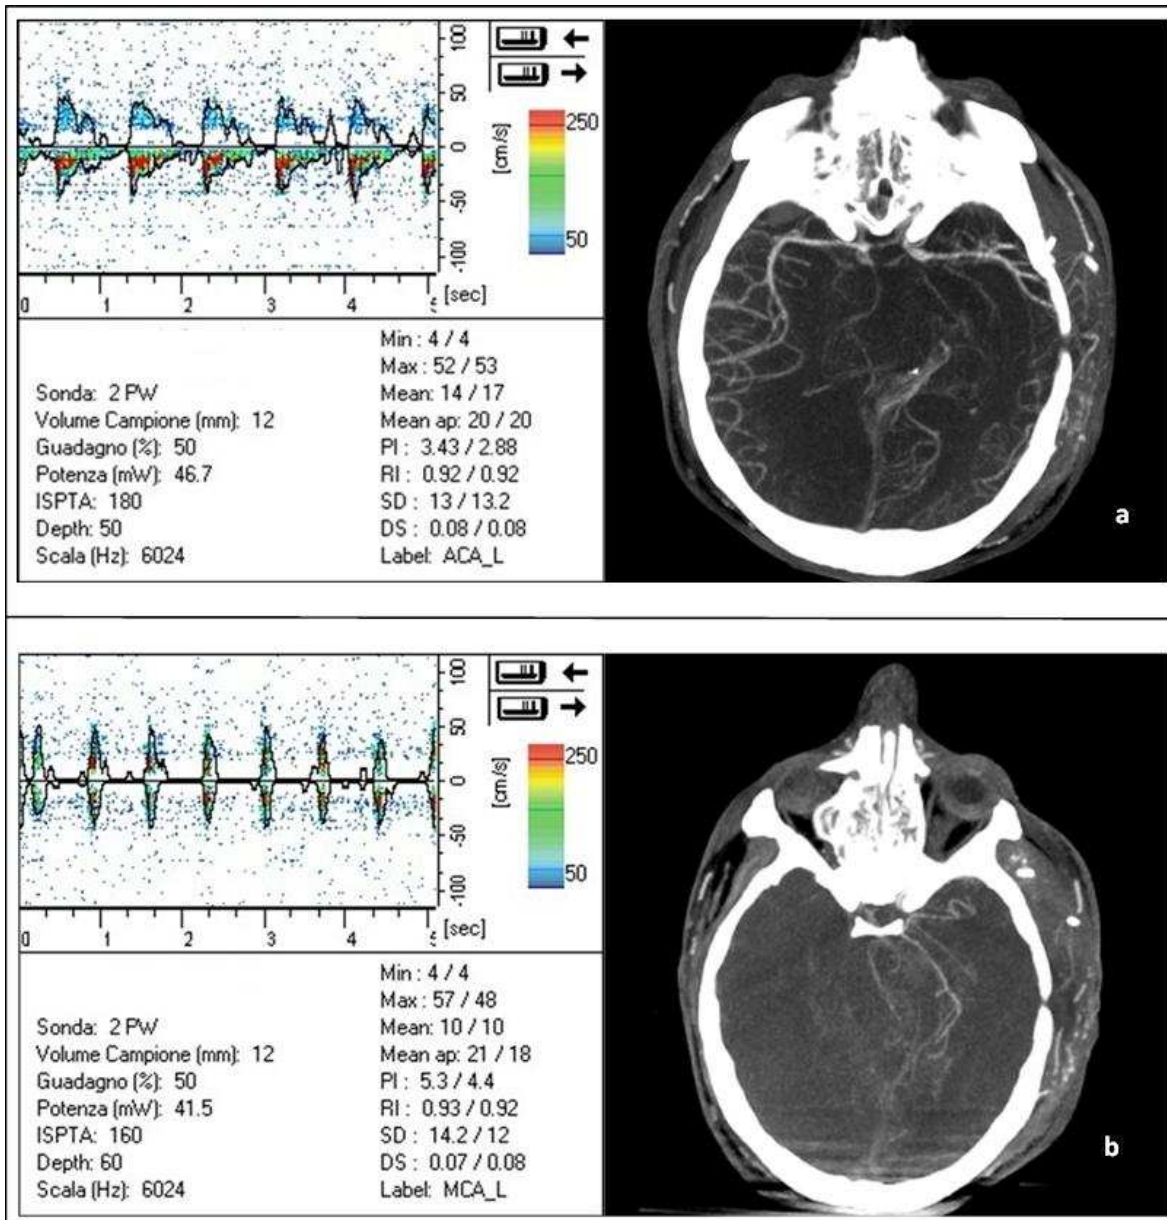 100
50
0
-50
-100
[cm/s]
250
50
0 1 2 3 4 5 [sec]
Min : 4 / 4
Max : 52 / 53
Sonda: 2 PW Mean: 14 / 17
Volume Campione (mm): 12 Mean ap: 20 / 20
Guadagno (%): 50 PI : 3.43 / 2.88
Potenza (mW): 46.7 RI : 0.92 / 0.92
ISPTA: 180 SD : 13 / 13.2
Depth: 50 DS : 0.08 / 0.08
Scala (Hz): 6024 Label: ACA_L
a
100
50
0
-50
-100
[cm/s]
250
50
0 1 2 3 4 5 [sec]
Min : 4 / 4
Max : 57 / 48
Sonda: 2 PW Mean: 10 / 10
Volume Campione (mm): 12 Mean ap: 21 / 18
Guadagno (%): 50 PI : 5.3 / 4.4
Potenza (mW): 41.5 RI : 0.93 / 0.92
ISPTA: 160 SD : 14.2 / 12
Depth: 60 DS : 0.07 / 0.08
Scala (Hz): 6024 Label: MCA_L
b